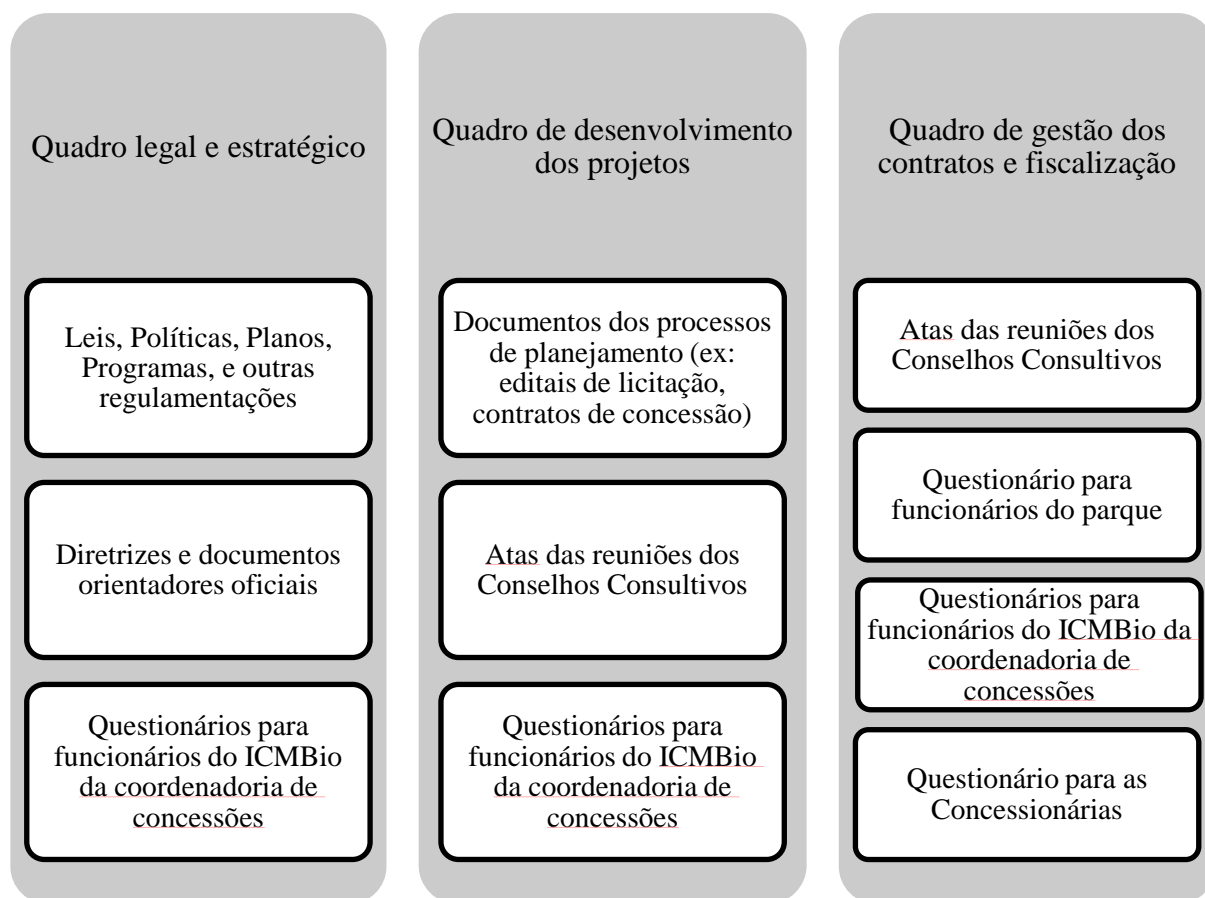 Quadro legal e estratégico
Leis, Políticas, Planos,
Programas, e outras
regulamentações
Diretrizes e documentos
orientadores oficiais
Questionários para
funcionários do ICMBio
da coordenadoria de
concessões
Quadro de desenvolvimento
dos projetos
Documentos dos processos
de planejamento (ex:
editais de licitação,
contratos de concessão)
Atas das reuniões dos
Conselhos Consultivos
Questionários para
funcionários do ICMBio
da coordenadoria de
concessões
Quadro de gestão dos
contratos e fiscalização
Atas das reuniões dos
Conselhos Consultivos
Questionário para
funcionários do parque
Questionários para
funcionários do ICMBio da
coordenadoria de
concessões
Questionário para as
Concessionárias